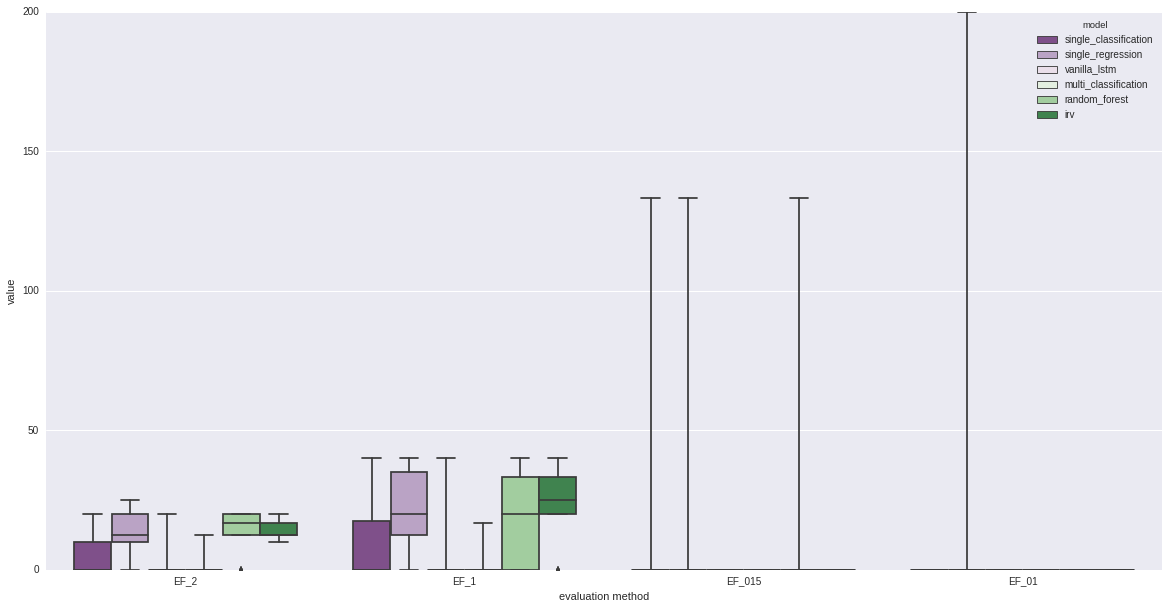 200
150
100
50
0
value
model
single_classification
single_regression
vanilla_lstm
multi_classification
random_forest
irv
EF_2
EF_1
EF_015
EF_01
evaluation method